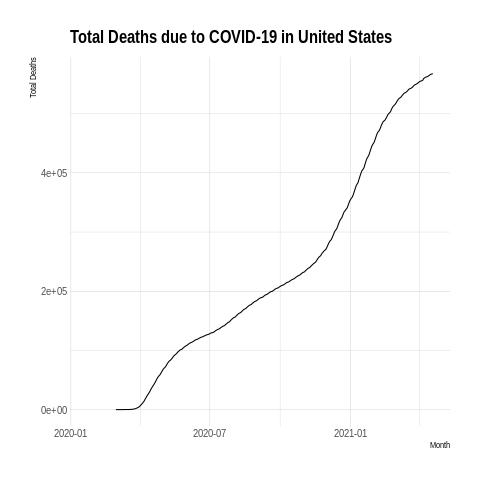 Total Deaths due to COVID-19 in United States
Total Deaths
4e+05
2e+05
0e+00
2020-01 2020-07 2021-01
Month